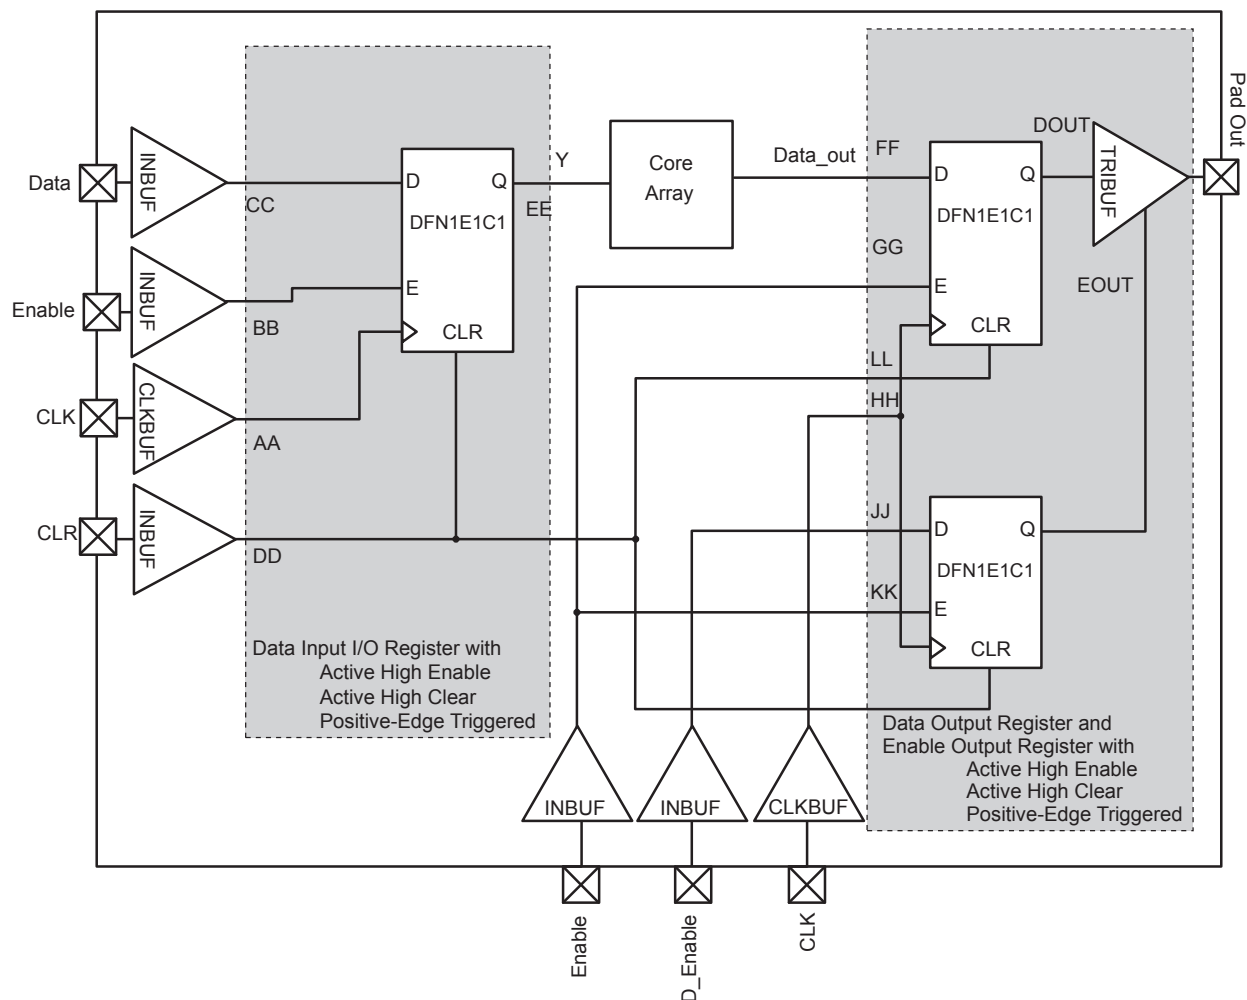 Data
INBUF
CC
Enable
INBUF
BB
CLK
CLKBUF
AA
CLR
INBUF
DD
D
Q
DFN1E1C1
E
CLR
EE
Y
Data Input I/O Register with
Active High Enable
Active High Clear
Positive-Edge Triggered
Core
Array
Data_out
FF
GG
LL
HH
JJ
KK
D
Q
DFN1E1C1
E
CLR
DOUT
TRIBUF
EOUT
Pad Out
D
Q
DFN1E1C1
E
CLR
Data Output Register and
Enable Output Register with
Active High Enable
Active High Clear
Positive-Edge Triggered
INBUF
INBUF
CLKBUF
Enable
D_Enable
CLK